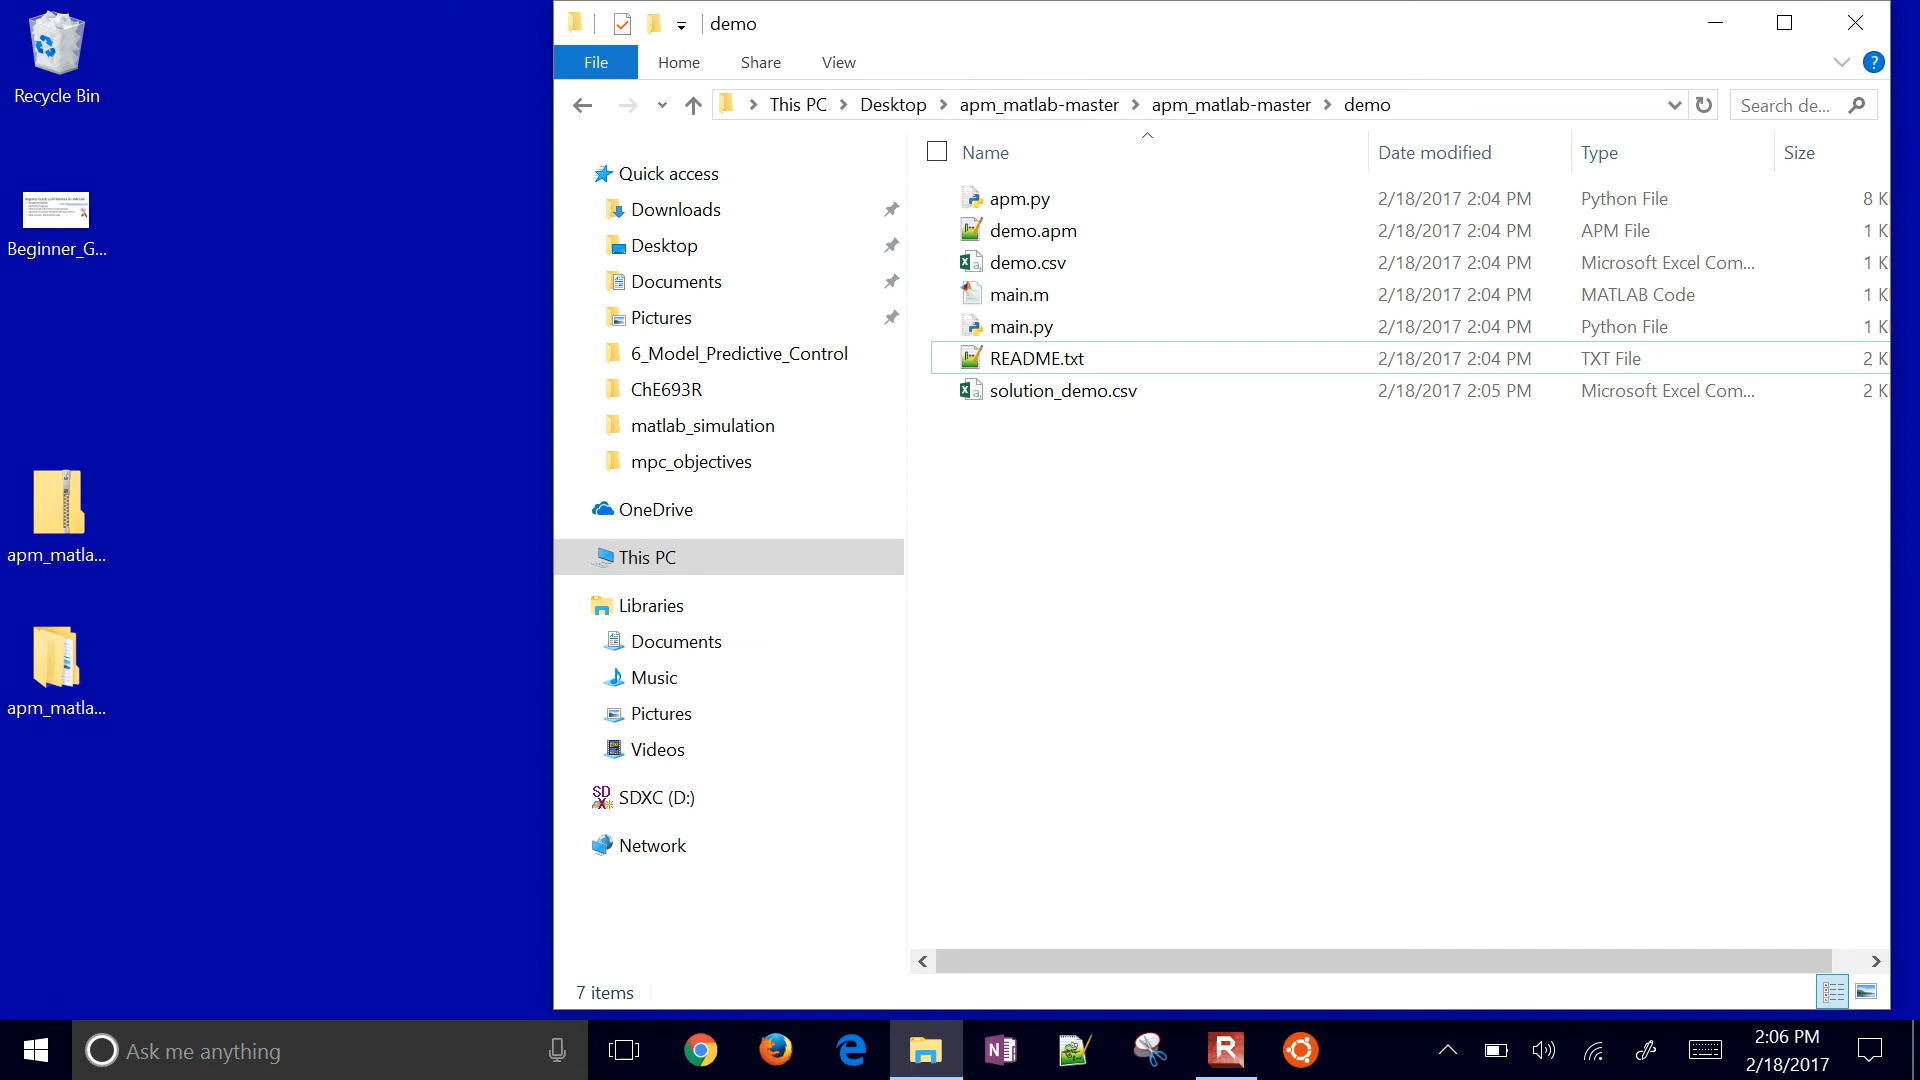 Recycle Bin
Beginner_G...
apm_matla...
apm_matla...
demo
File Home Share View
?
This PC Desktop apm_matlab-master apm_matlab-master demo
Search de...
Quick access
Downloads
Desktop
Documents
Pictures
6_Model_Predictive_Control
ChE693R
matlab_simulation
mpc_objectives
OneDrive
This PC
Libraries
Documents
Music
Pictures
Videos
SDXC (D:)
Network
Name Date modified Type Size
apm.py 2/18/2017 2:04 PM Python File 8 K
demo.apm 2/18/2017 2:04 PM APM File 1 K
demo.csv 2/18/2017 2:04 PM Microsoft Excel Com... 1 K
main.m 2/18/2017 2:04 PM MATLAB Code 1 K
main.py 2/18/2017 2:04 PM Python File 1 K
README.txt 2/18/2017 2:04 PM TXT File 2 K
solution_demo.csv 2/18/2017 2:05 PM Microsoft Excel Com... 2 K
7 items
Ask me anything
2:06 PM
2/18/2017